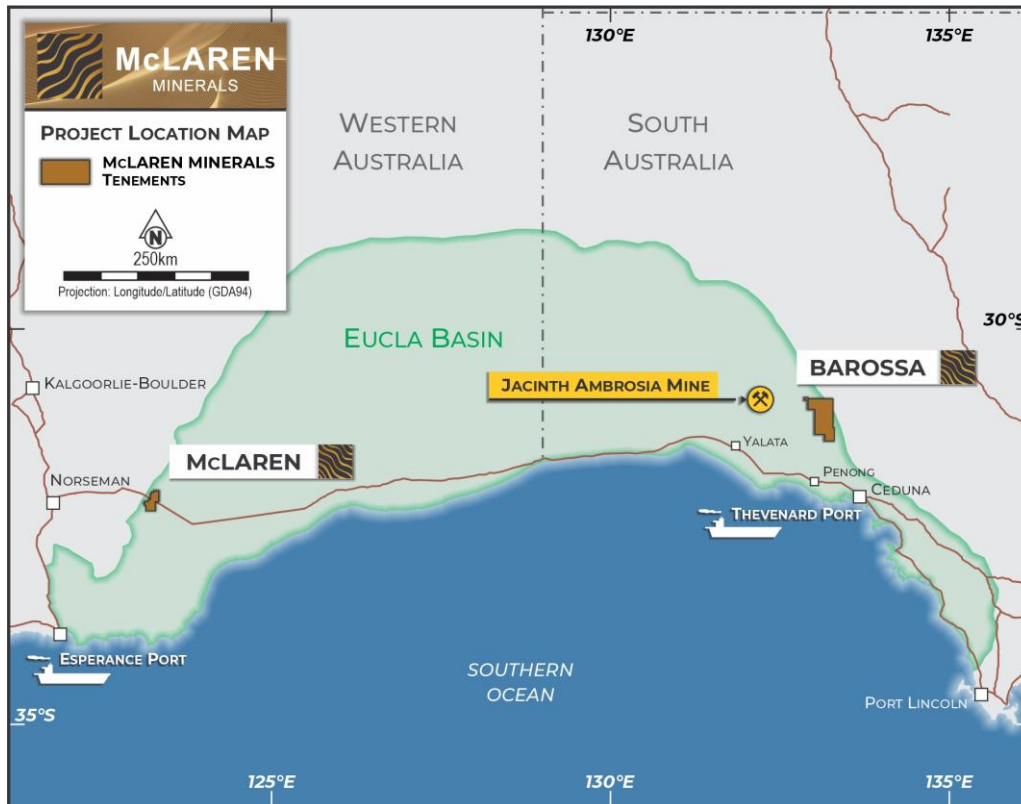 McLAREN
MINERALS
PROJECT LOCATION MAP
McLAREN MINERALS
TENEMENTS
N
250km
Projection: Longitude/Latitude (GDA94)
130°E
135°E
WESTERN
AUSTRALIA
SOUTH
AUSTRALIA
30°S
EUCLA BASIN
BAROSSA
JACINTH AMBROSIA MINE
KALGOORLIE-BOULDER
YALATA
McLAREN
NORSEMAN
PENONG
CEDUNA
THEVENARD PORT
ESPERANCE PORT
SOUTHERN
OCEAN
PORT LINCOLN
35°S
125°E
130°E
135°E